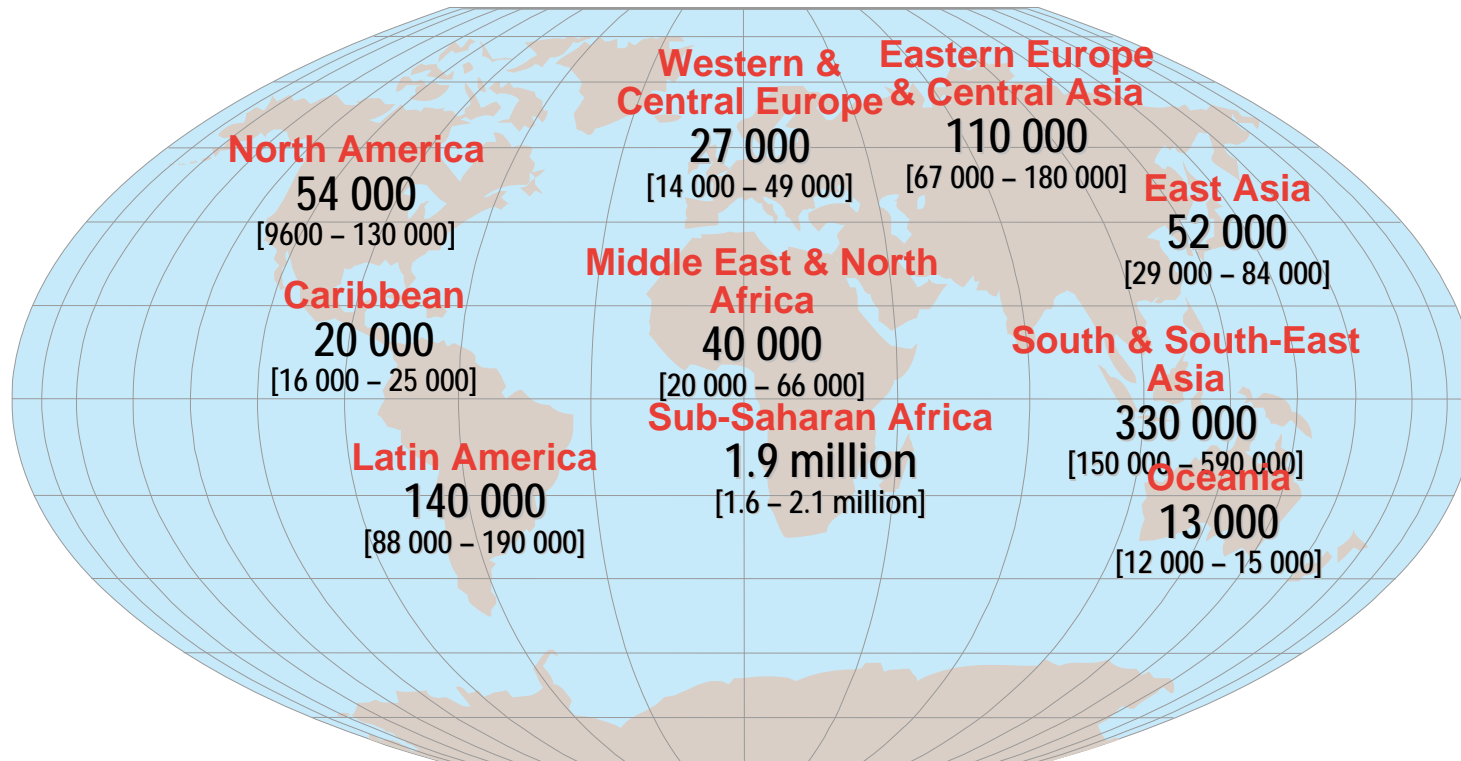 Western &
Central Europe
27 000
[14 000 – 49 000]
Eastern Europe
& Central Asia
110 000
[67 000 – 180 000]
North America
54 000
[9600 – 130 000]
East Asia
52 000
[29 000 – 84 000]
Middle East & North
Africa
40 000
[20 000 – 66 000]
Caribbean
20 000
[16 000 – 25 000]
South & South-East
Asia
330 000
[150 000 – 590 000]
Sub-Saharan Africa
1.9 million
[1.6 – 2.1 million]
Latin America
140 000
[88 000 – 190 000]
Oceania
13 000
[12 000 – 15 000]